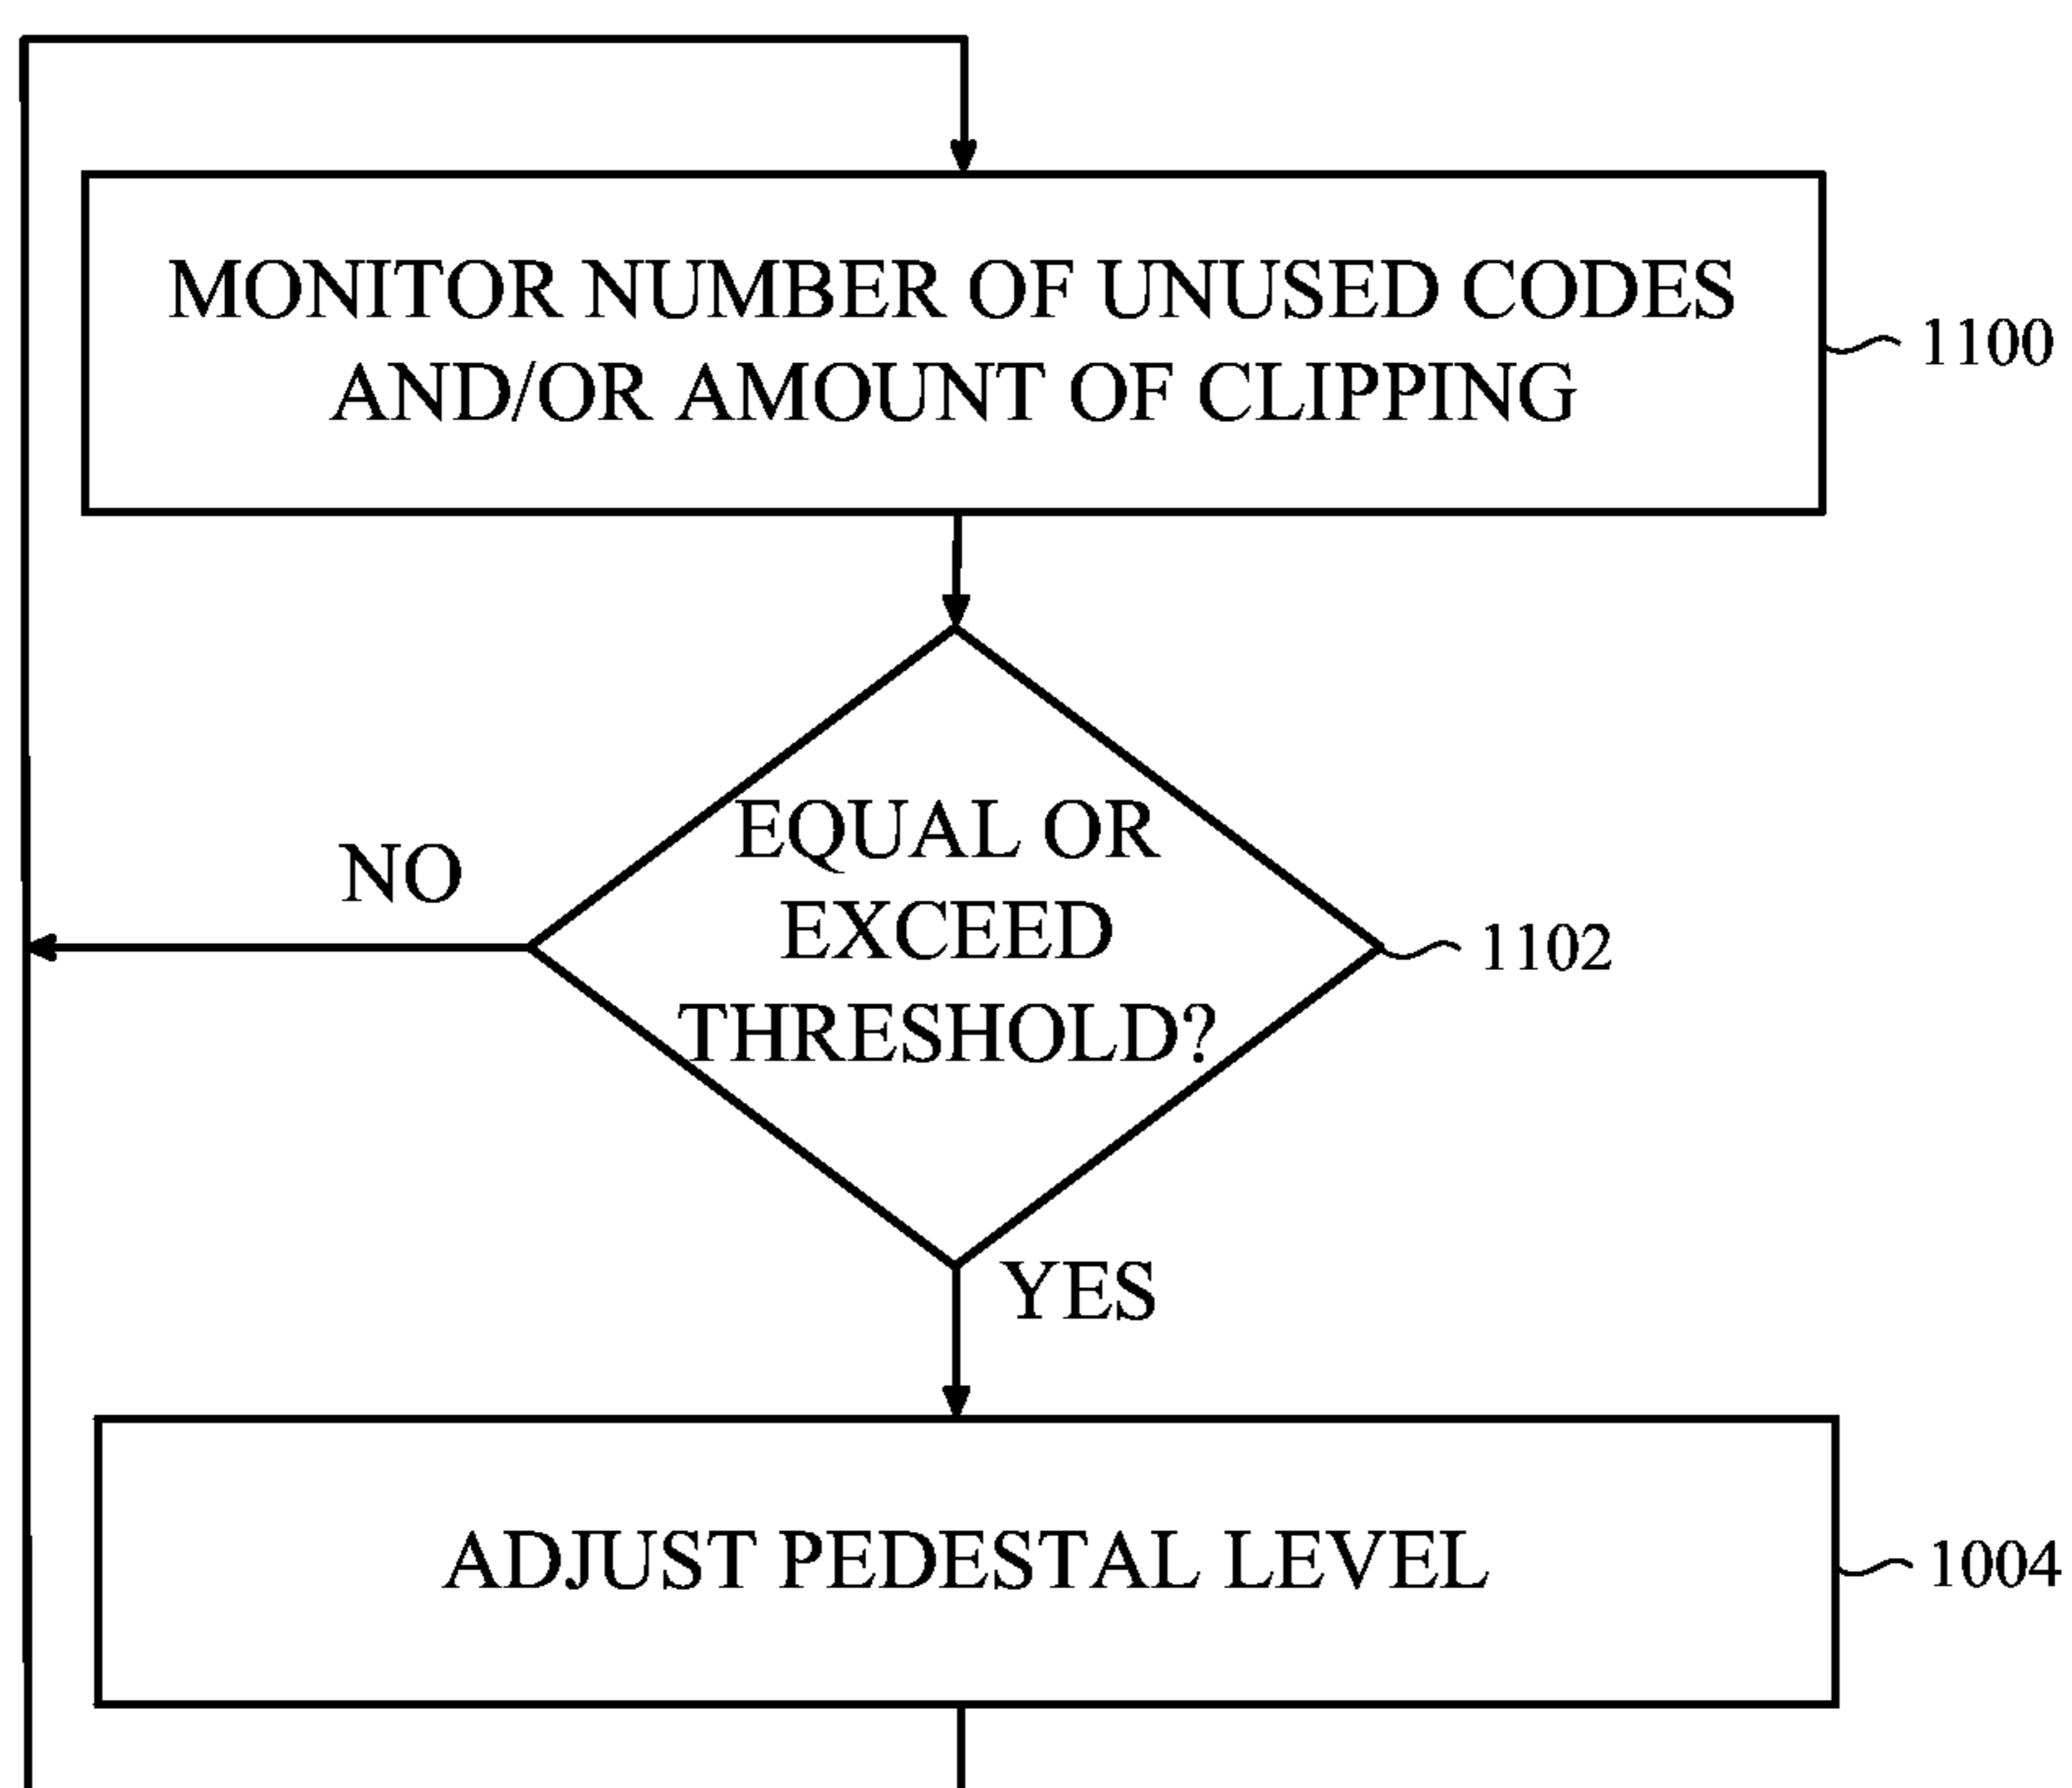 MONITOR NUMBER OF UNUSED CODES
AND/OR AMOUNT OF CLIPPING
1100
EQUAL OR
EXCEED
THRESHOLD?
NO
1102
YES
ADJUST PEDESTAL LEVEL
1004